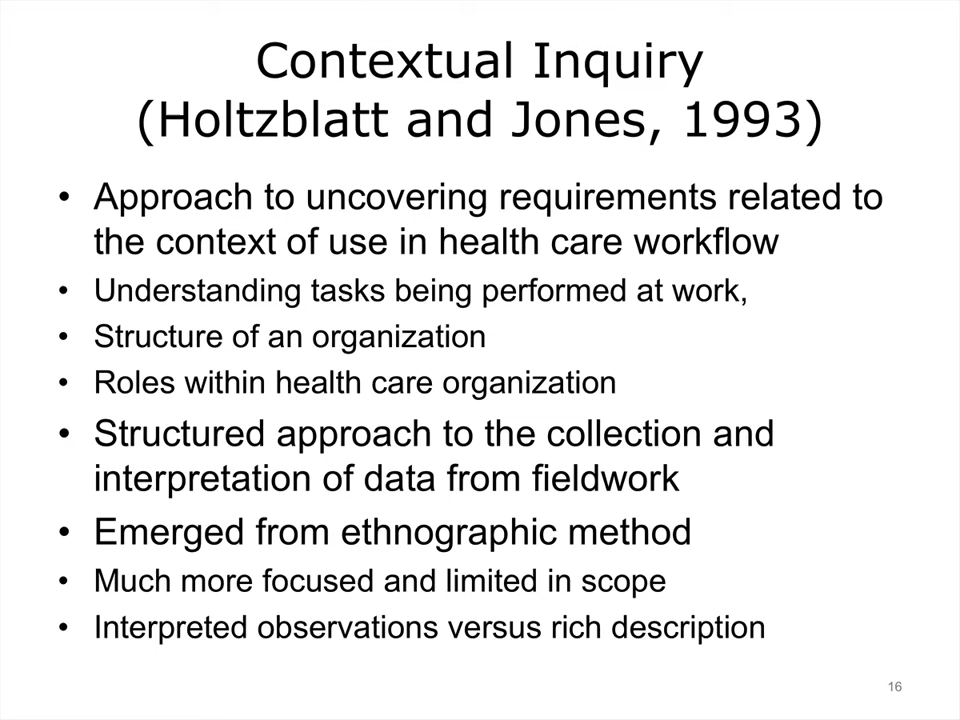 Contextual Inquiry
(Holtzblatt and Jones, 1993)
• Approach to uncovering requirements related to
the context of use in health care workflow
• Understanding tasks being performed at work,
• Structure of an organization
• Roles within health care organization
• Structured approach to the collection and
interpretation of data from fieldwork
• Emerged from ethnographic method
• Much more focused and limited in scope
• Interpreted observations versus rich description
16